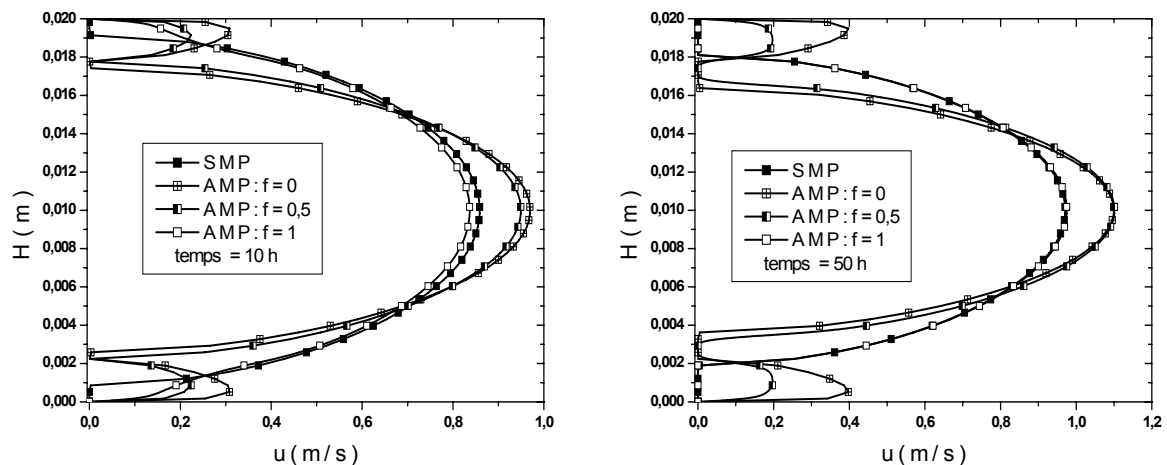 0,020
0,018
0,016
0,014
0,012
0,010
0,008
0,006
0,004
0,002
0,000
H ( m )
SMP
AMP: f = 0
AMP: f = 0,5
AMP: f = 1
temps = 10 h
0,0 0,2 0,4 0,6 0,8 1,0
u ( m / s )
0,020
0,018
0,016
0,014
0,012
0,010
0,008
0,006
0,004
0,002
0,000
H ( m )
SMP
AMP: f = 0
AMP: f = 0,5
AMP: f = 1
temps = 50 h
0,0 0,2 0,4 0,6 0,8 1,0 1,2
u ( m / s )